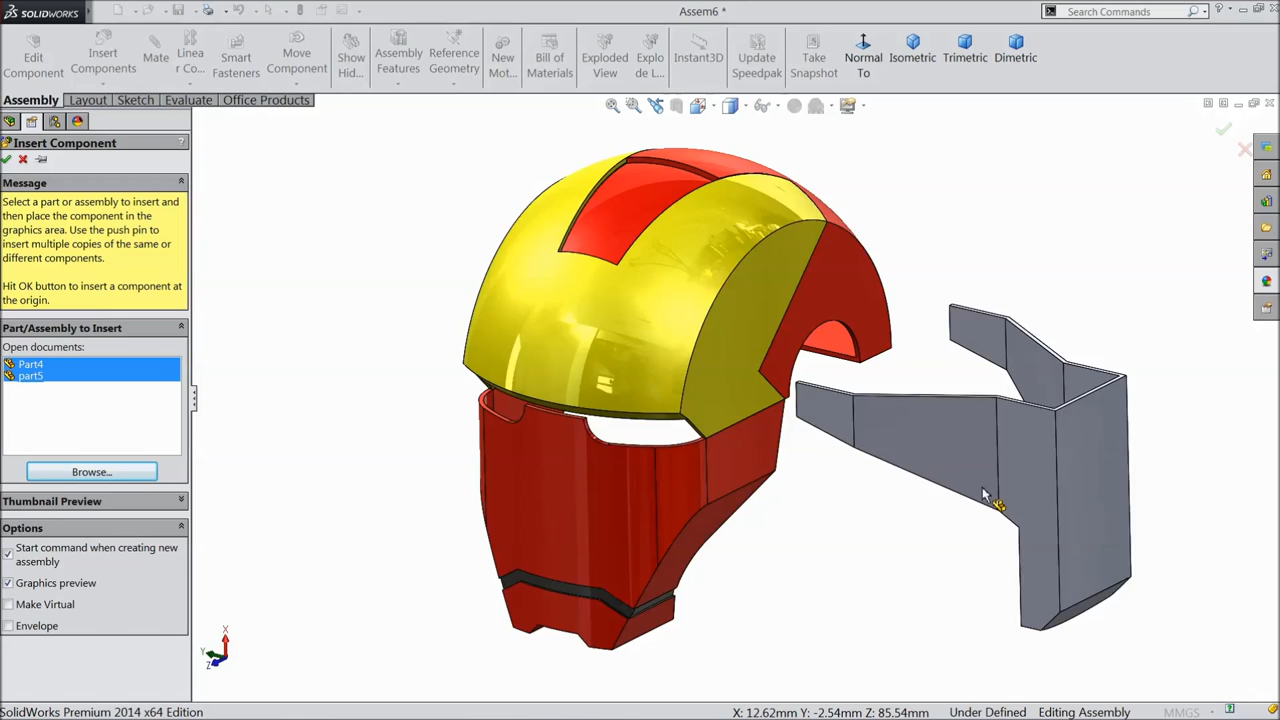 SOLIDWORKS
Assem6 *
Search Commands
Edit
Component
Insert
Components
Mate
Linea
r Co...
Smart
Fasteners
Move
Component
Show
Hid...
Assembly
Features
Reference
Geometry
New
Mot...
Bill of
Materials
Exploded
View
Explo
de L...
Instant3D
Update
Speedpak
Take
Snapshot
Normal
To
Isometric
Trimetric
Dimetric
Assembly
Layout
Sketch
Evaluate
Office Products
Insert Component
?
Message
Select a part or assembly to insert and
then place the component in the
graphics area. Use the push pin to
insert multiple copies of the same or
different components.
Hit OK button to insert a component at
the origin.
Part/Assembly to Insert
Open documents:
Part4
part5
Browse...
Thumbnail Preview
Options
Start command when creating new
assembly
Graphics preview
Make Virtual
Envelope
X
Y
Z
SolidWorks Premium 2014 x64 Edition
X: 12.62mm Y: -2.54mm Z: 85.54mm
Under Defined
Editing Assembly
MMGS